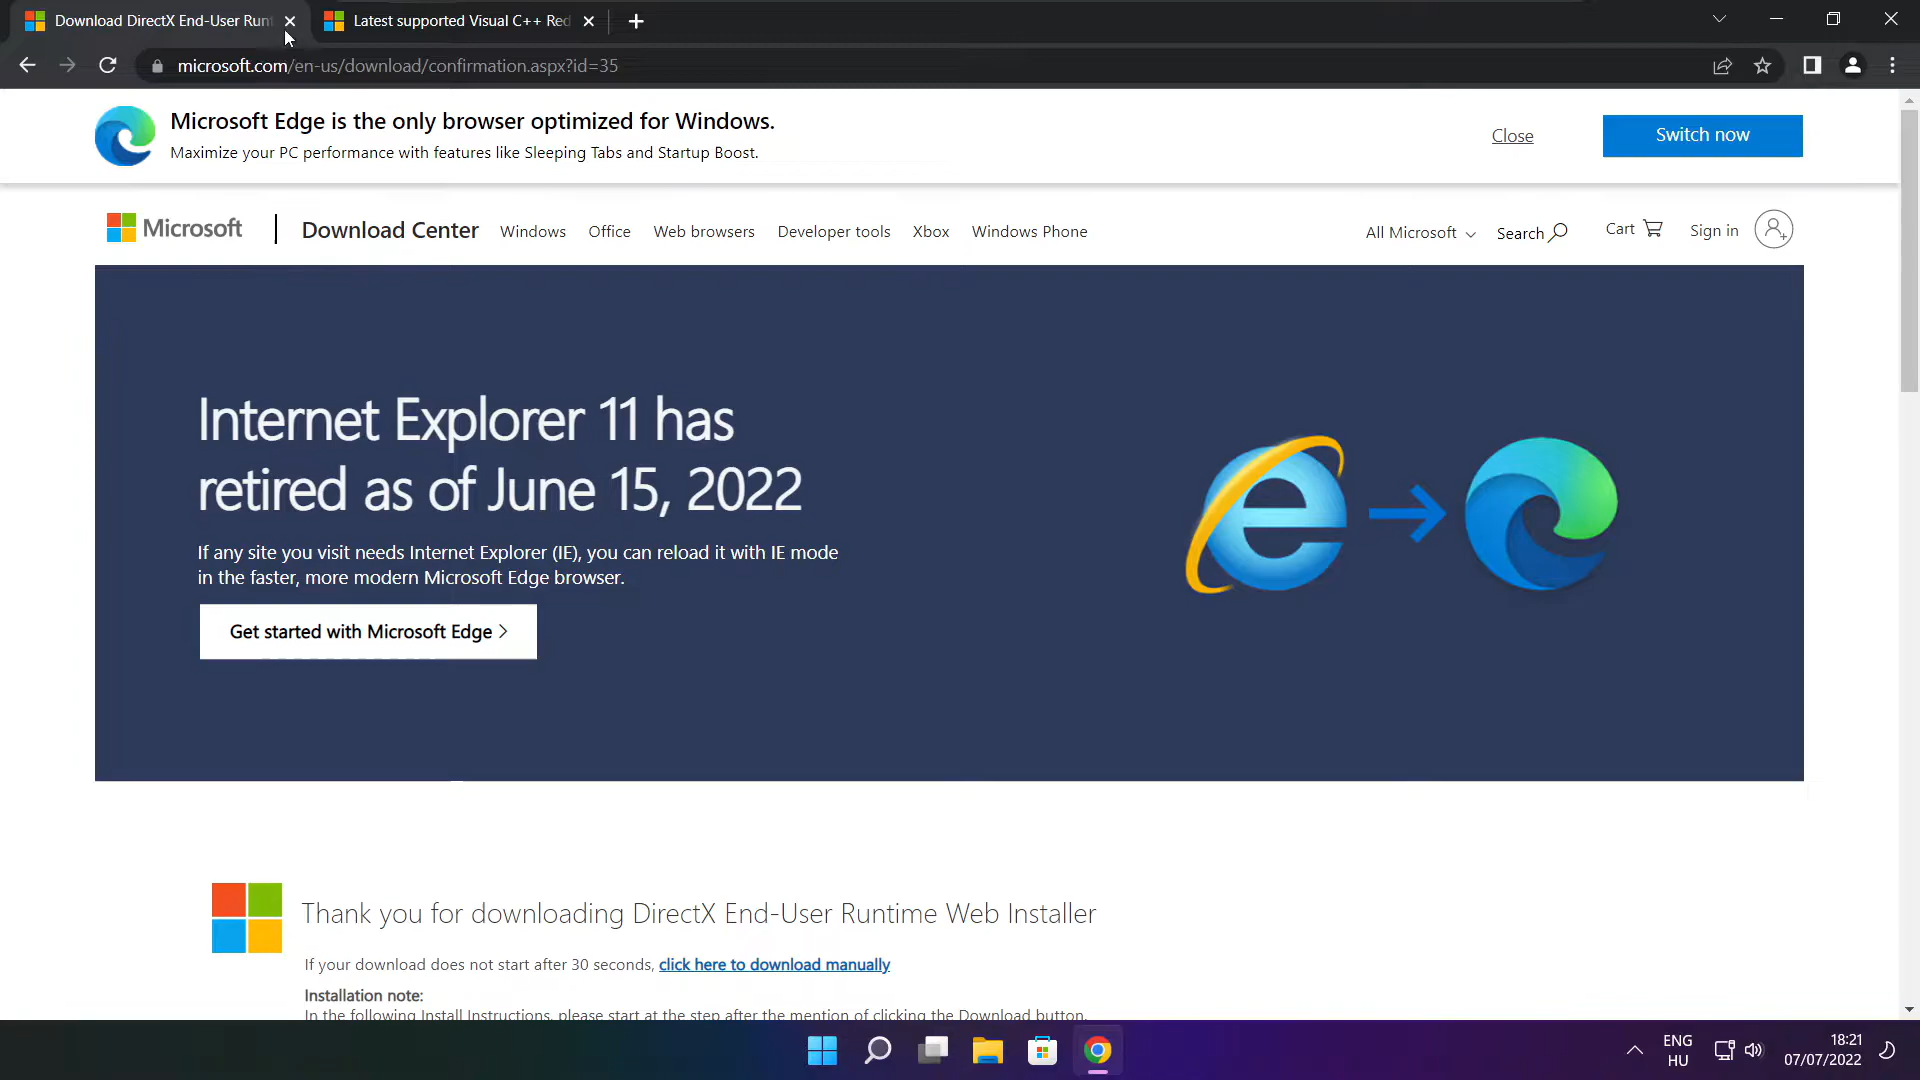 Download DirectX End-User Runt
Latest supported Visual C++ Red
microsoft.com/en-us/download/confirmation.aspx?id=35
Microsoft Edge is the only browser optimized for Windows.
Maximize your PC performance with features like Sleeping Tabs and Startup Boost.
Close
Switch now
Microsoft
Download Center
Windows
Office
Web browsers
Developer tools
Xbox
Windows Phone
All Microsoft
Search
Cart
Sign in
Internet Explorer 11 has
retired as of June 15, 2022
If any site you visit needs Internet Explorer (IE), you can reload it with IE mode
in the faster, more modern Microsoft Edge browser.
Get started with Microsoft Edge
Thank you for downloading DirectX End-User Runtime Web Installer
If your download does not start after 30 seconds, click here to download manually
Installation note:
In the following Install Instructions, please start at the step after the mention of clicking the Download button.
ENG
HU
18:21
07/07/2022